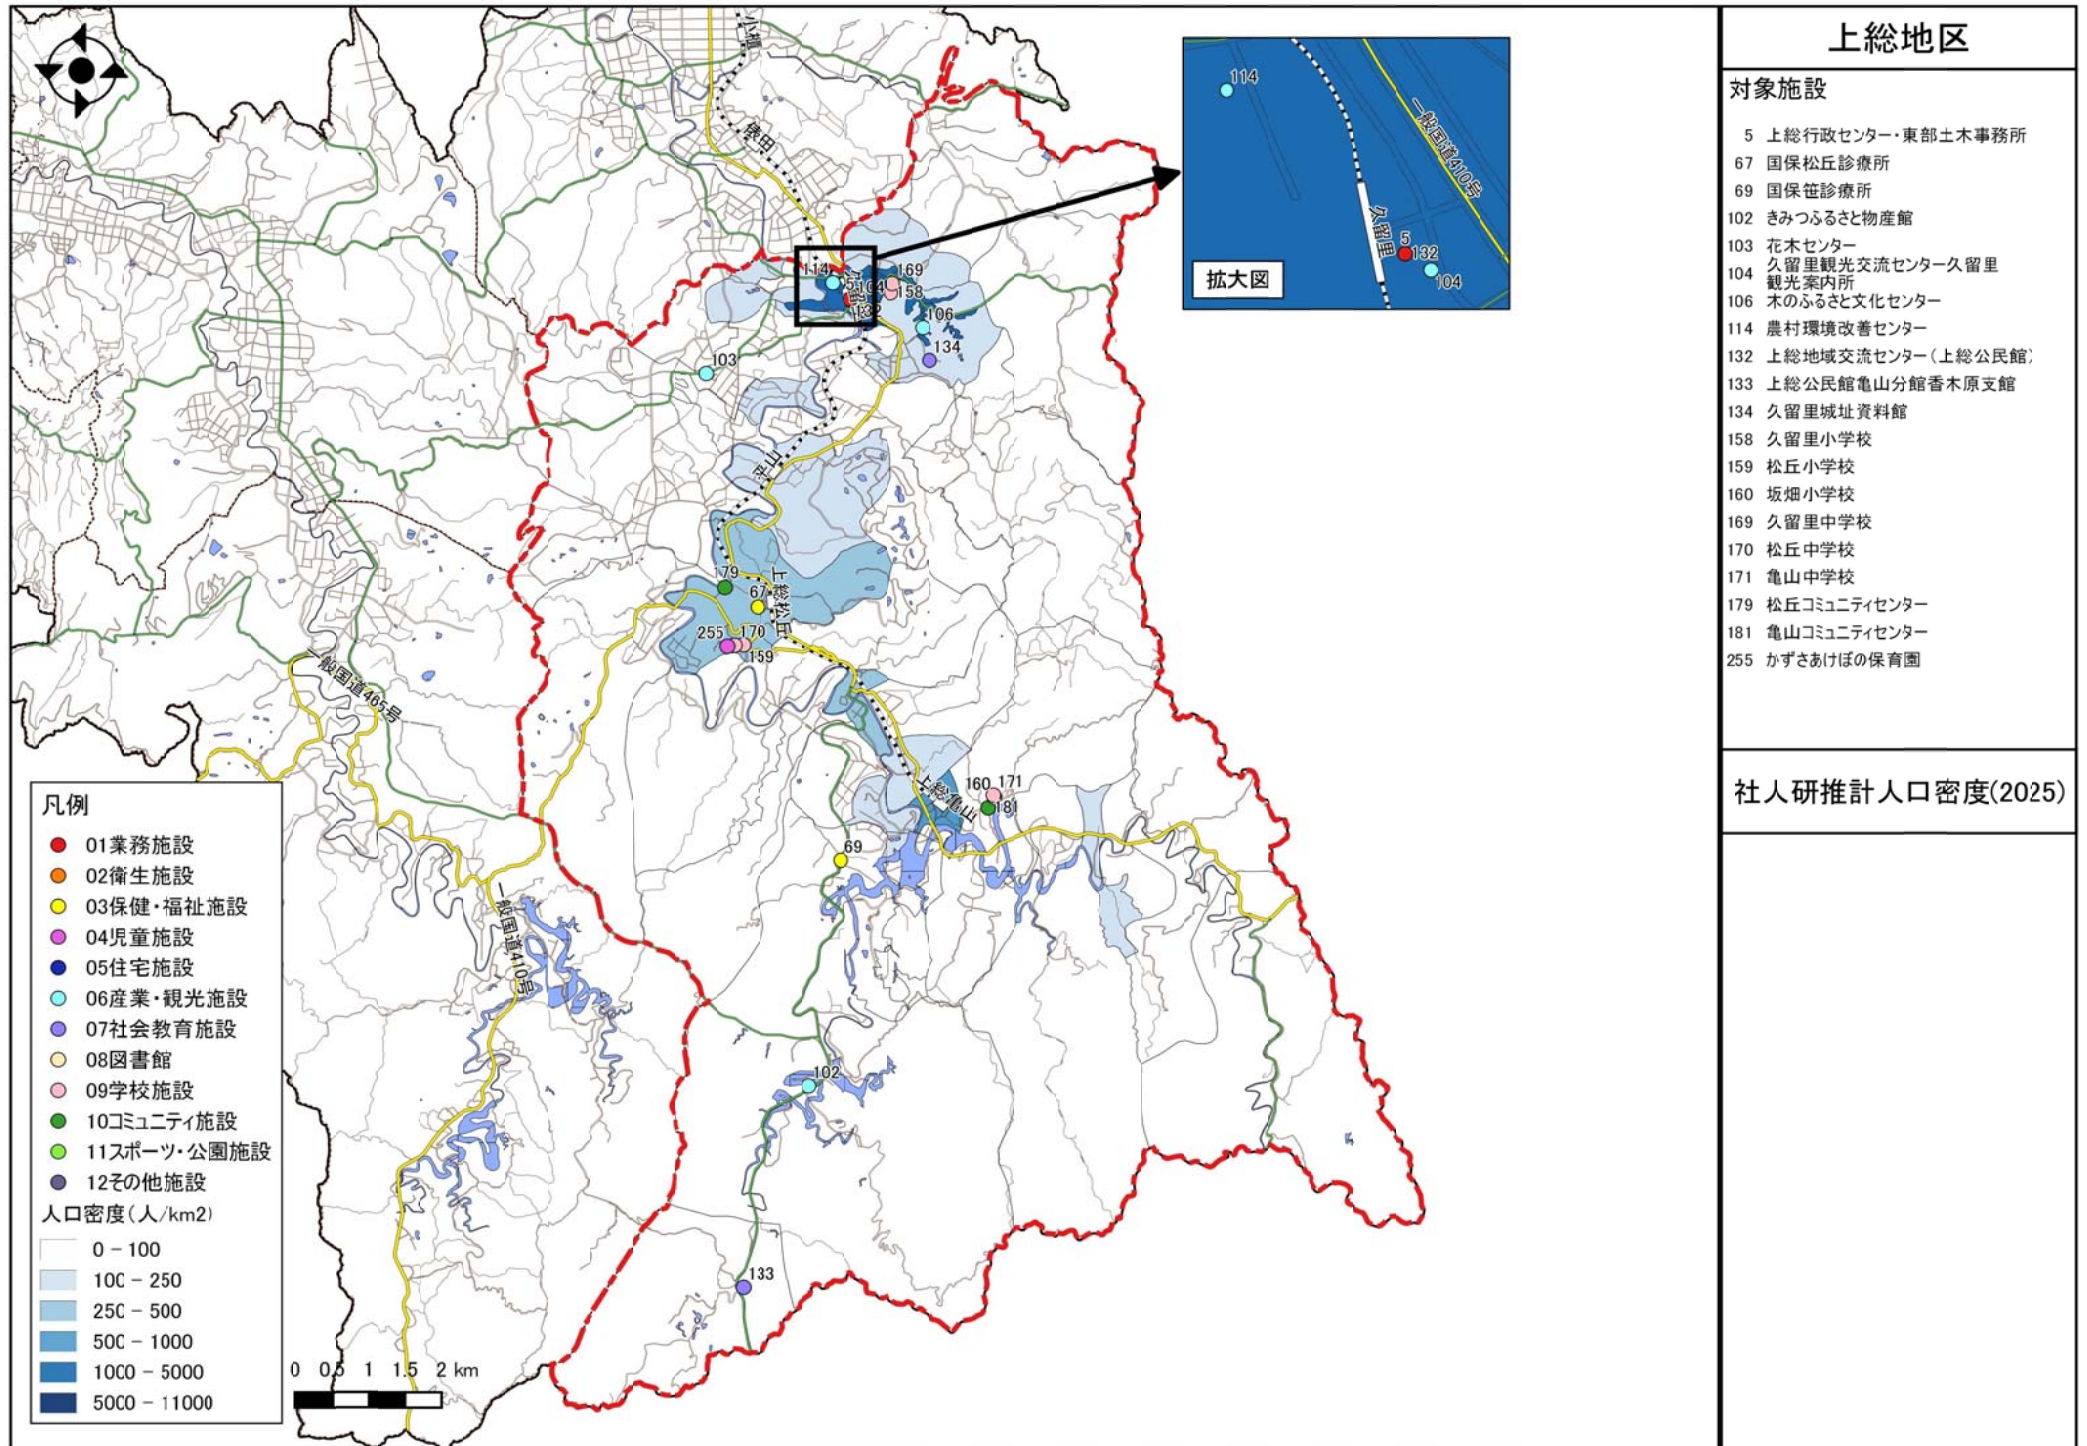 上総地区
対象施設
5 上総行政センター・東部土木事務所
67 国保松丘診療所
69 国保笹診療所
102 きみつふるさと物産館
103 花木センター
104 久留里観光交流センター久留里
観光案内所
106 木のふるさと文化センター
114 農村環境改善センター
132 上総地域交流センター(上総公民館)
133 上総公民館亀山分館香木原支館
134 久留里城址資料館
158 久留里小学校
159 松丘小学校
160 坂畑小学校
169 久留里中学校
170 松丘中学校
171 亀山中学校
179 松丘コミュニティセンター
181 亀山コミュニティセンター
255 かずさあけぼの保育園
社人研推計人口密度(2025)
小櫃
俵田
114
5
104
132
169
158
106
134
103
平山
179
67
上総松丘
255
170
159
一般国道465号
上総亀山
160
171
181
69
一般国道410号
102
133
114
一般国道410号
久留里
5
132
104
拡大図
凡例
01業務施設
02衛生施設
03保健・福祉施設
04児童施設
05住宅施設
06産業・観光施設
07社会教育施設
08図書館
09学校施設
10コミュニティ施設
11スポーツ・公園施設
12その他施設
人口密度(人/km2)
0 - 100
100 - 250
250 - 500
500 - 1000
1000 - 5000
5000 - 11000
0 0.5 1 1.5 2 km